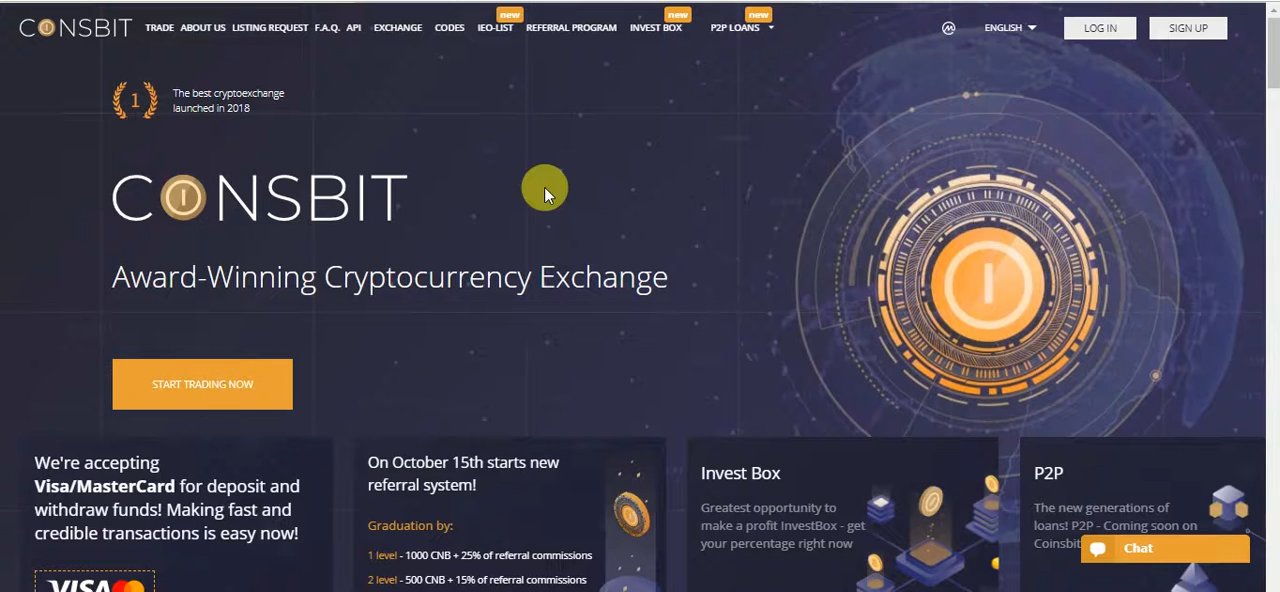 CONSBIT
TRADE ABOUT US LISTING REQUEST F.A.Q. API EXCHANGE CODES IEO-LIST new REFERRAL PROGRAM INVEST BOX new P2P LOANS new
ENGLISH LOG IN SIGN UP
1
The best cryptoexchange
launched in 2018
CONSBIT
Award-Winning Cryptocurrency Exchange
START TRADING NOW
We're accepting
Visa/MasterCard for deposit and
withdraw funds! Making fast and
credible transactions is easy now!
VISA
On October 15th starts new
referral system!
Graduation by:
1 level - 1000 CNB + 25% of referral commissions
2 level - 500 CNB + 15% of referral commissions
Invest Box
Greatest opportunity to
make a profit InvestBox - get
your percentage right now
P2P
The new generations of
loans! P2P - Coming soon on
Coinsbit
Chat